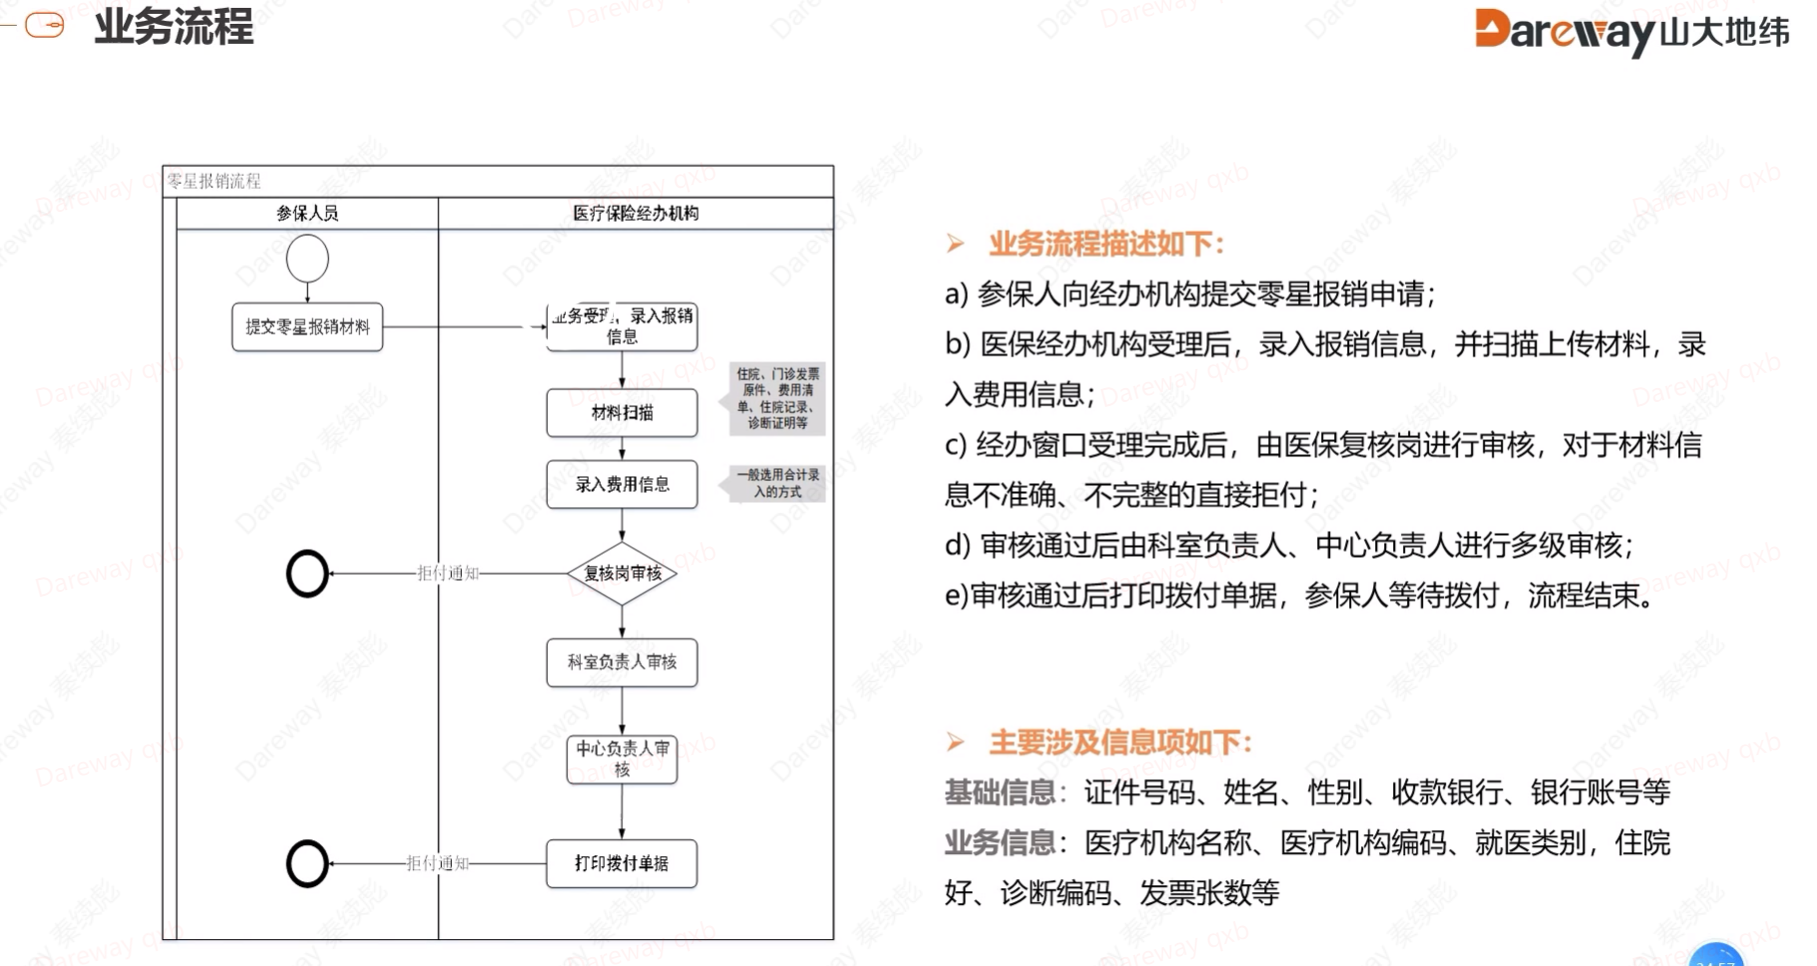 业务流程
Dareway山大地纬
零星报销流程
参保人员
医疗保险经办机构
提交零星报销材料
业务受理，录入报销
信息
材料扫描
住院、门诊发票
原件、费用清
单、住院记录、
诊断证明等
录入费用信息
一般选用合计录
入的方式
复核岗审核
拒付通知
科室负责人审核
中心负责人审
核
打印拨付单据
拒付通知
业务流程描述如下：
a) 参保人向经办机构提交零星报销申请；
b) 医保经办机构受理后，录入报销信息，并扫描上传材料，录
入费用信息；
c) 经办窗口受理完成后，由医保复核岗进行审核，对于材料信
息不准确、不完整的直接拒付；
d) 审核通过后由科室负责人、中心负责人进行多级审核；
e)审核通过后打印拨付单据，参保人等待拨付，流程结束。
主要涉及信息项如下：
基础信息：证件号码、姓名、性别、收款银行、银行账号等
业务信息：医疗机构名称、医疗机构编码、就医类别，住院
好、诊断编码、发票张数等
Dareway 秦续彪
Dareway qxb